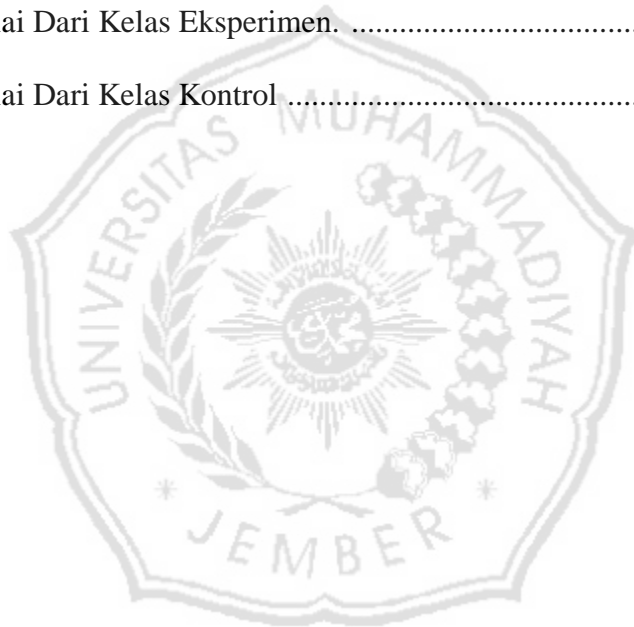 ai Dari Kelas Eksperimen. ...................................
ai Dari Kelas Kontrol ...........................................
UNIVERSITAS MUHAMMADIYAH
JEMBER